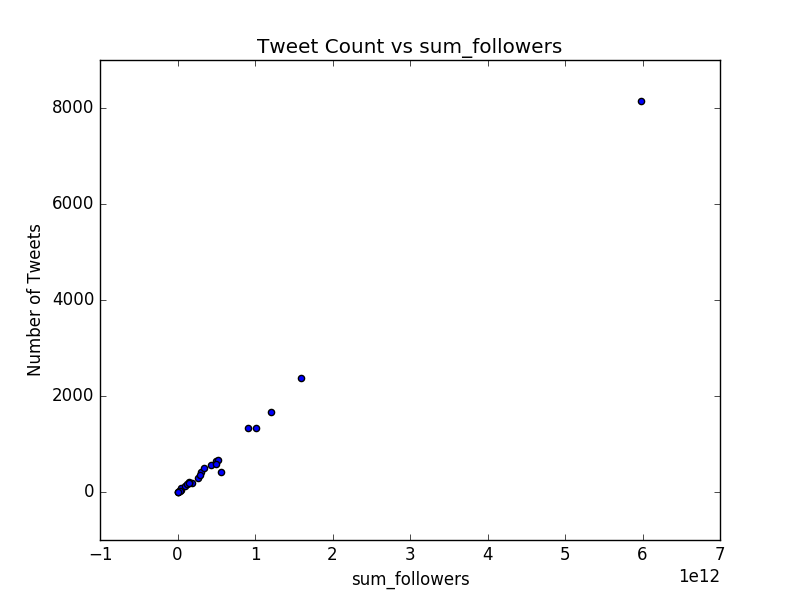 Tweet Count vs sum_followers
8000
6000
4000
2000
0
Number of Tweets
−1 0 1 2 3 4 5 6 7
1e12
sum_followers